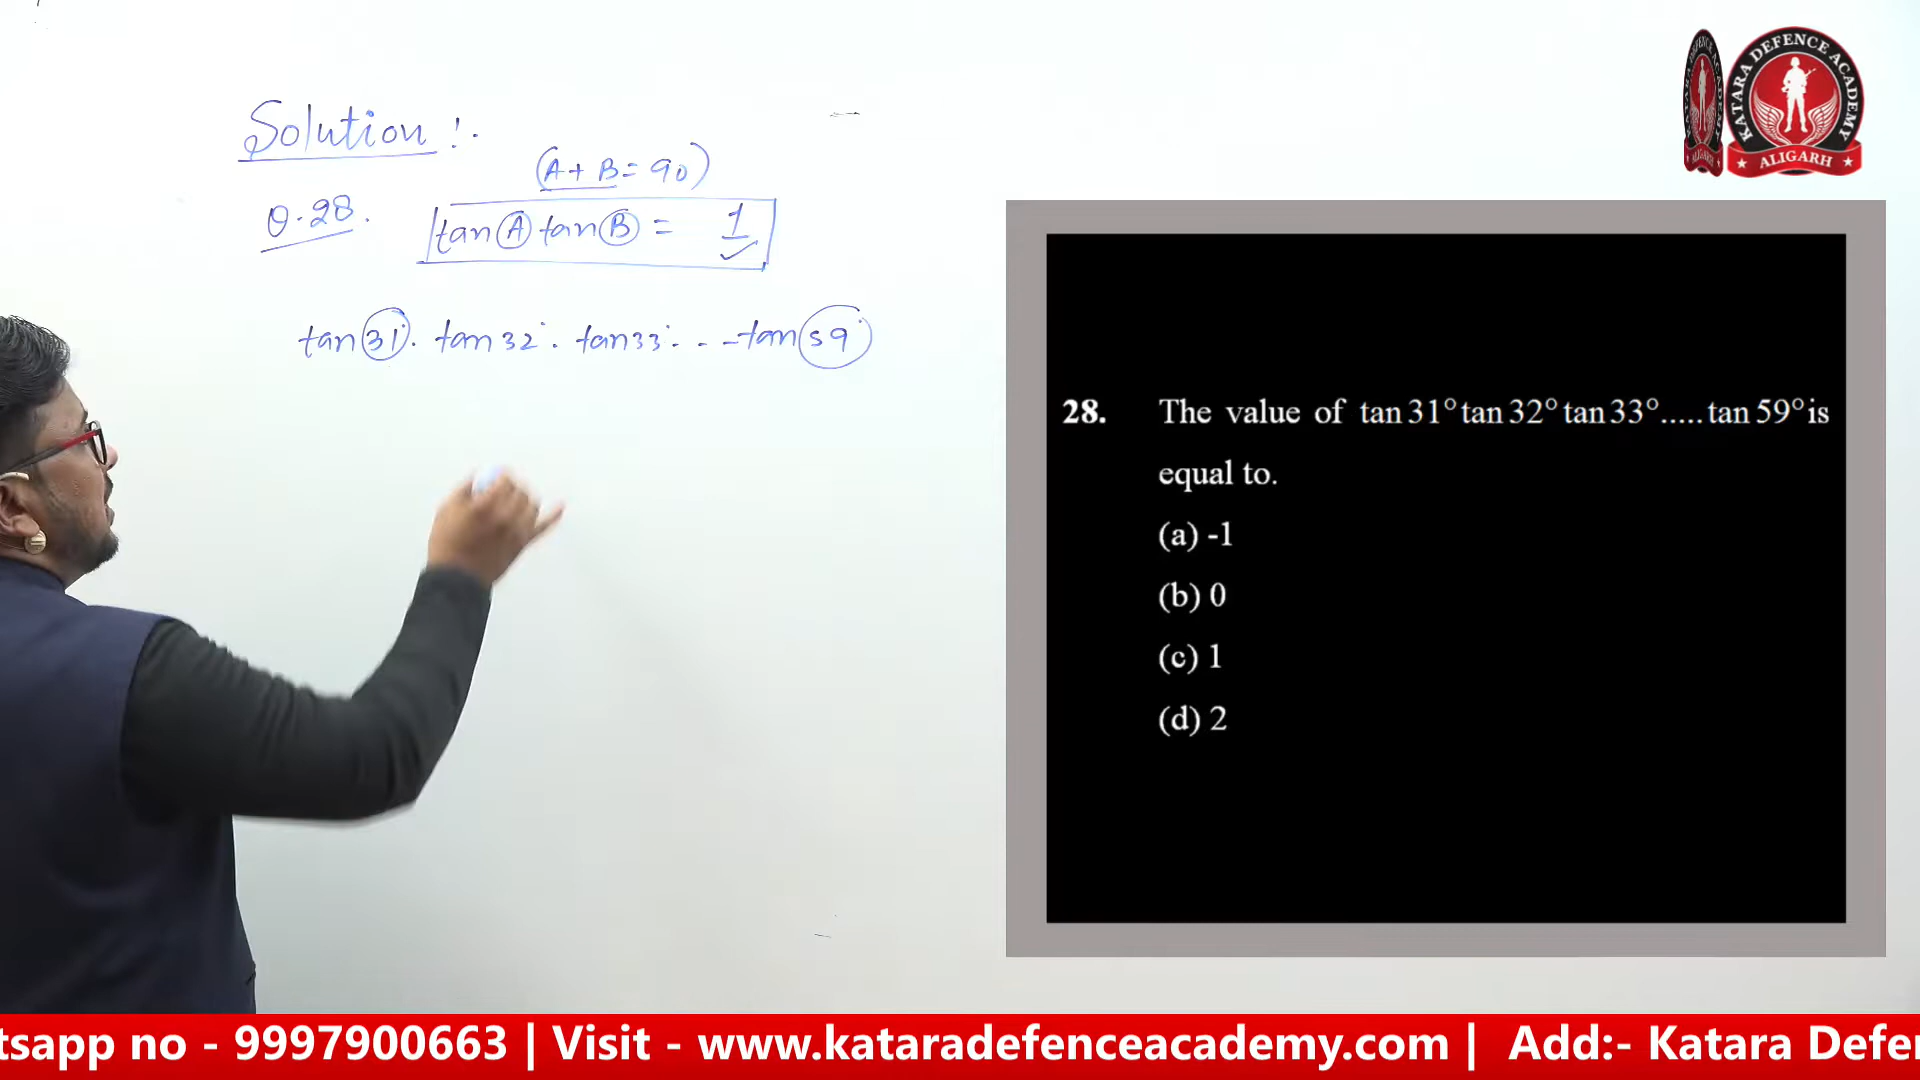 Solution :-
(A + B = 90)
Q.28.
tan A tan B = 1
tan 31°. tan 32°. tan 33°. . . - tan 59°
KATARA DEFENCE ACADEMY
★ ALIGARH ★
28. The value of tan 31° tan 32° tan 33°.....tan 59° is
equal to.
(a) -1
(b) 0
(c) 1
(d) 2
tsapp no - 9997900663 | Visit - www.kataradefenceacademy.com | Add:- Katara Defe